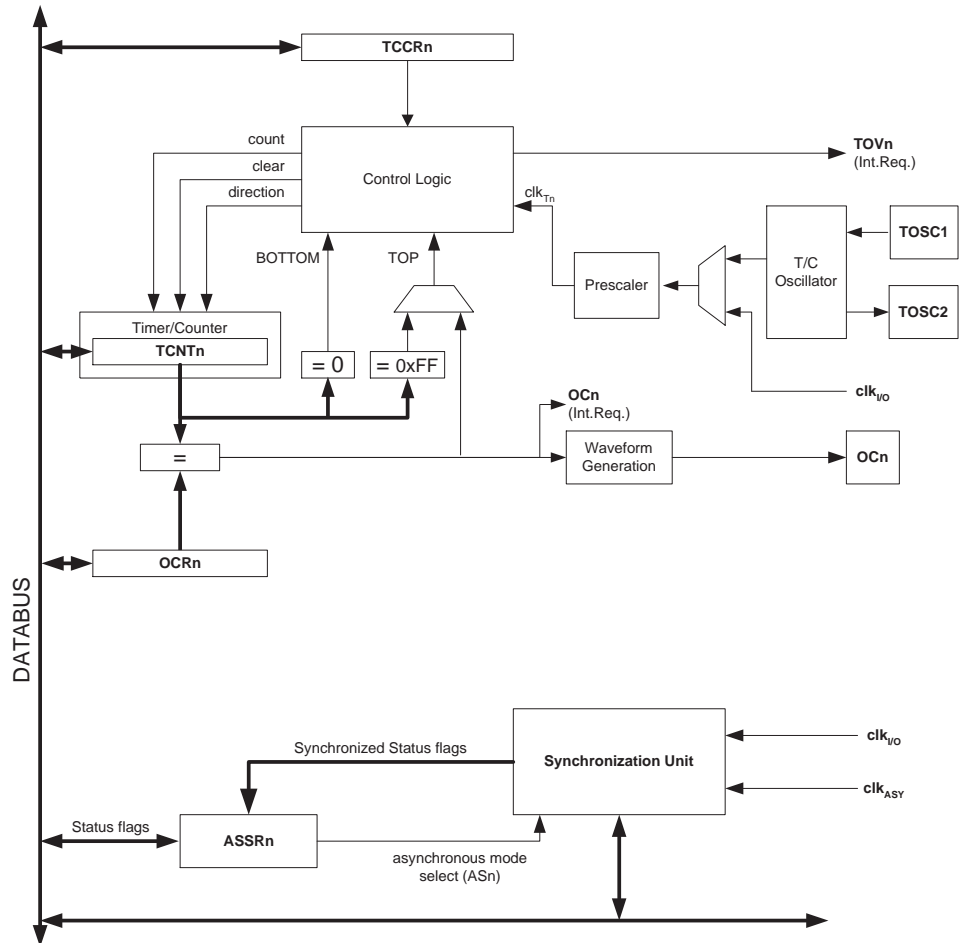 TCCRn
count
clear
direction
Control Logic
TOVn
(Int.Req.)
clkTn
BOTTOM
TOP
T/C
Oscillator
TOSC1
TOSC2
Prescaler
clkI/O
Timer/Counter
TCNTn
= 0
= 0xFF
OCn
(Int.Req.)
=
Waveform
Generation
OCn
OCRn
DATABUS
Synchronized Status flags
Synchronization Unit
clkI/O
clkASY
Status flags
ASSRn
asynchronous mode
select (ASn)